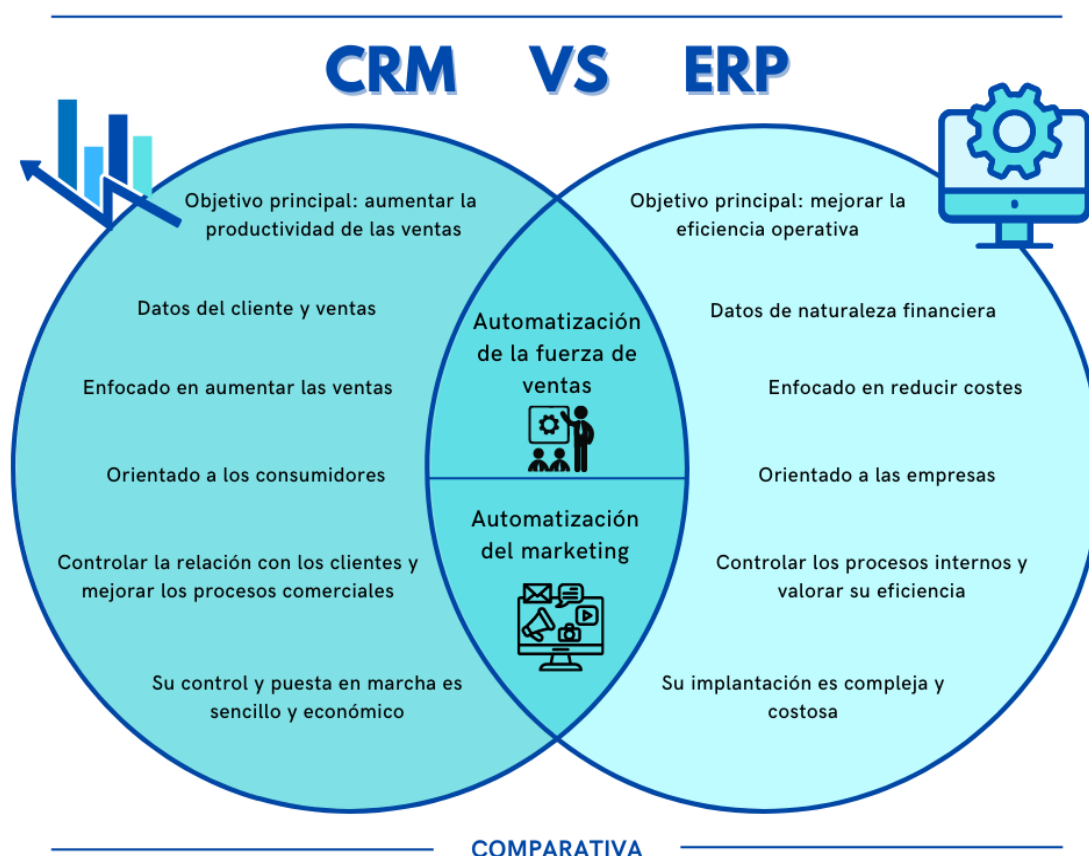 CRM VS ERP
Objetivo principal: aumentar la
productividad de las ventas
Datos del cliente y ventas
Enfocado en aumentar las ventas
Orientado a los consumidores
Controlar la relación con los clientes y
mejorar los procesos comerciales
Su control y puesta en marcha es
sencillo y económico
Automatización
de la fuerza de
ventas
Automatización
del marketing
Objetivo principal: mejorar la
eficiencia operativa
Datos de naturaleza financiera
Enfocado en reducir costes
Orientado a las empresas
Controlar los procesos internos y
valorar su eficiencia
Su implantación es compleja y
costosa
COMPARATIVA